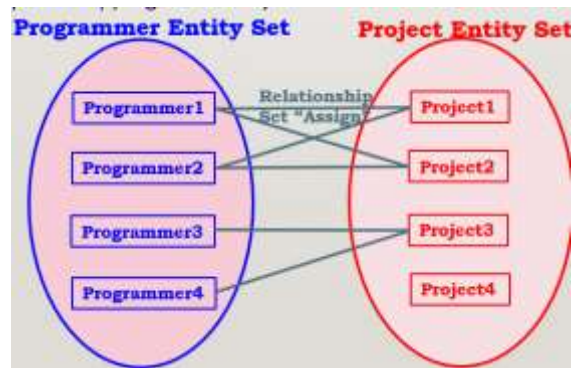 Programmer Entity Set
Project Entity Set
Relationship
Set "Assign"
Programmer1
Project1
Programmer2
Project2
Programmer3
Project3
Programmer4
Project4